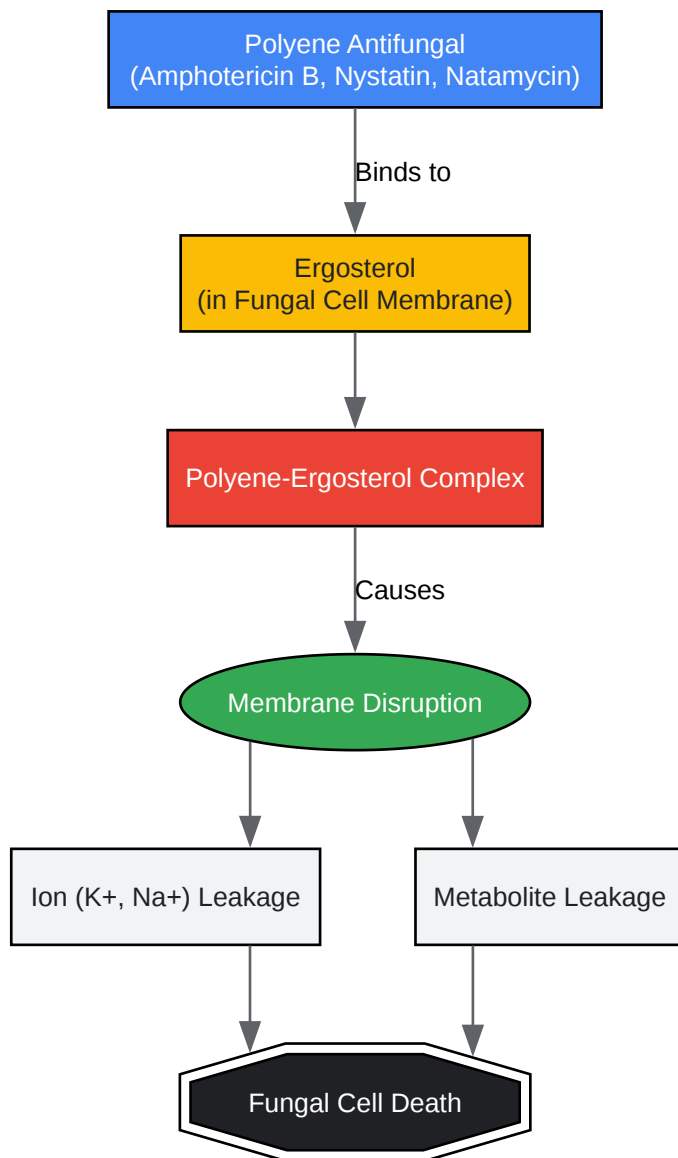 Polyene Antifungal
(Amphotericin B, Nystatin, Natamycin)
Binds to
Ergosterol
(in Fungal Cell Membrane)
Polyene-Ergosterol Complex
Causes
Membrane Disruption
Ion (K+, Na+) Leakage
Metabolite Leakage
Fungal Cell Death